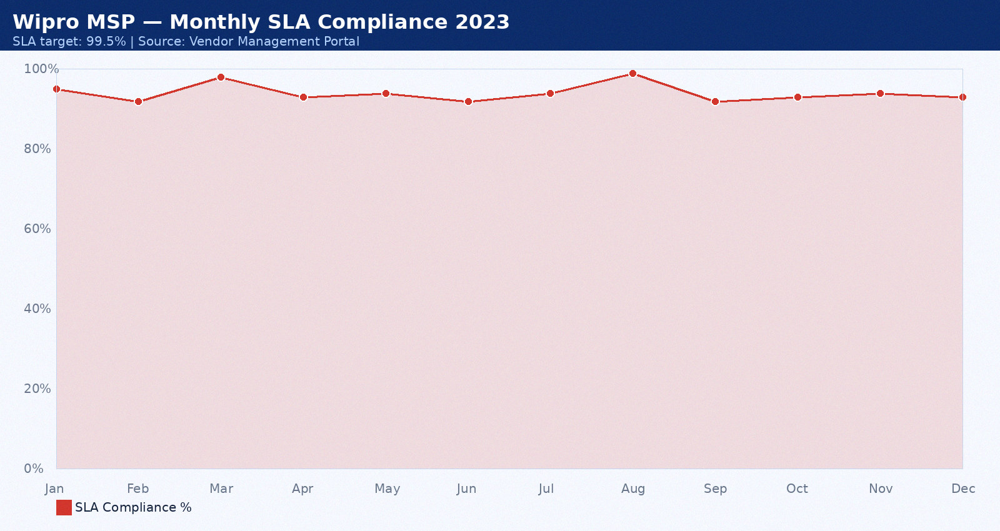 Wipro MSP — Monthly SLA Compliance 2023
SLA target: 99.5% | Source: Vendor Management Portal
100%
80%
60%
40%
20%
0%
Jan Feb Mar Apr May Jun Jul Aug Sep Oct Nov Dec
SLA Compliance %